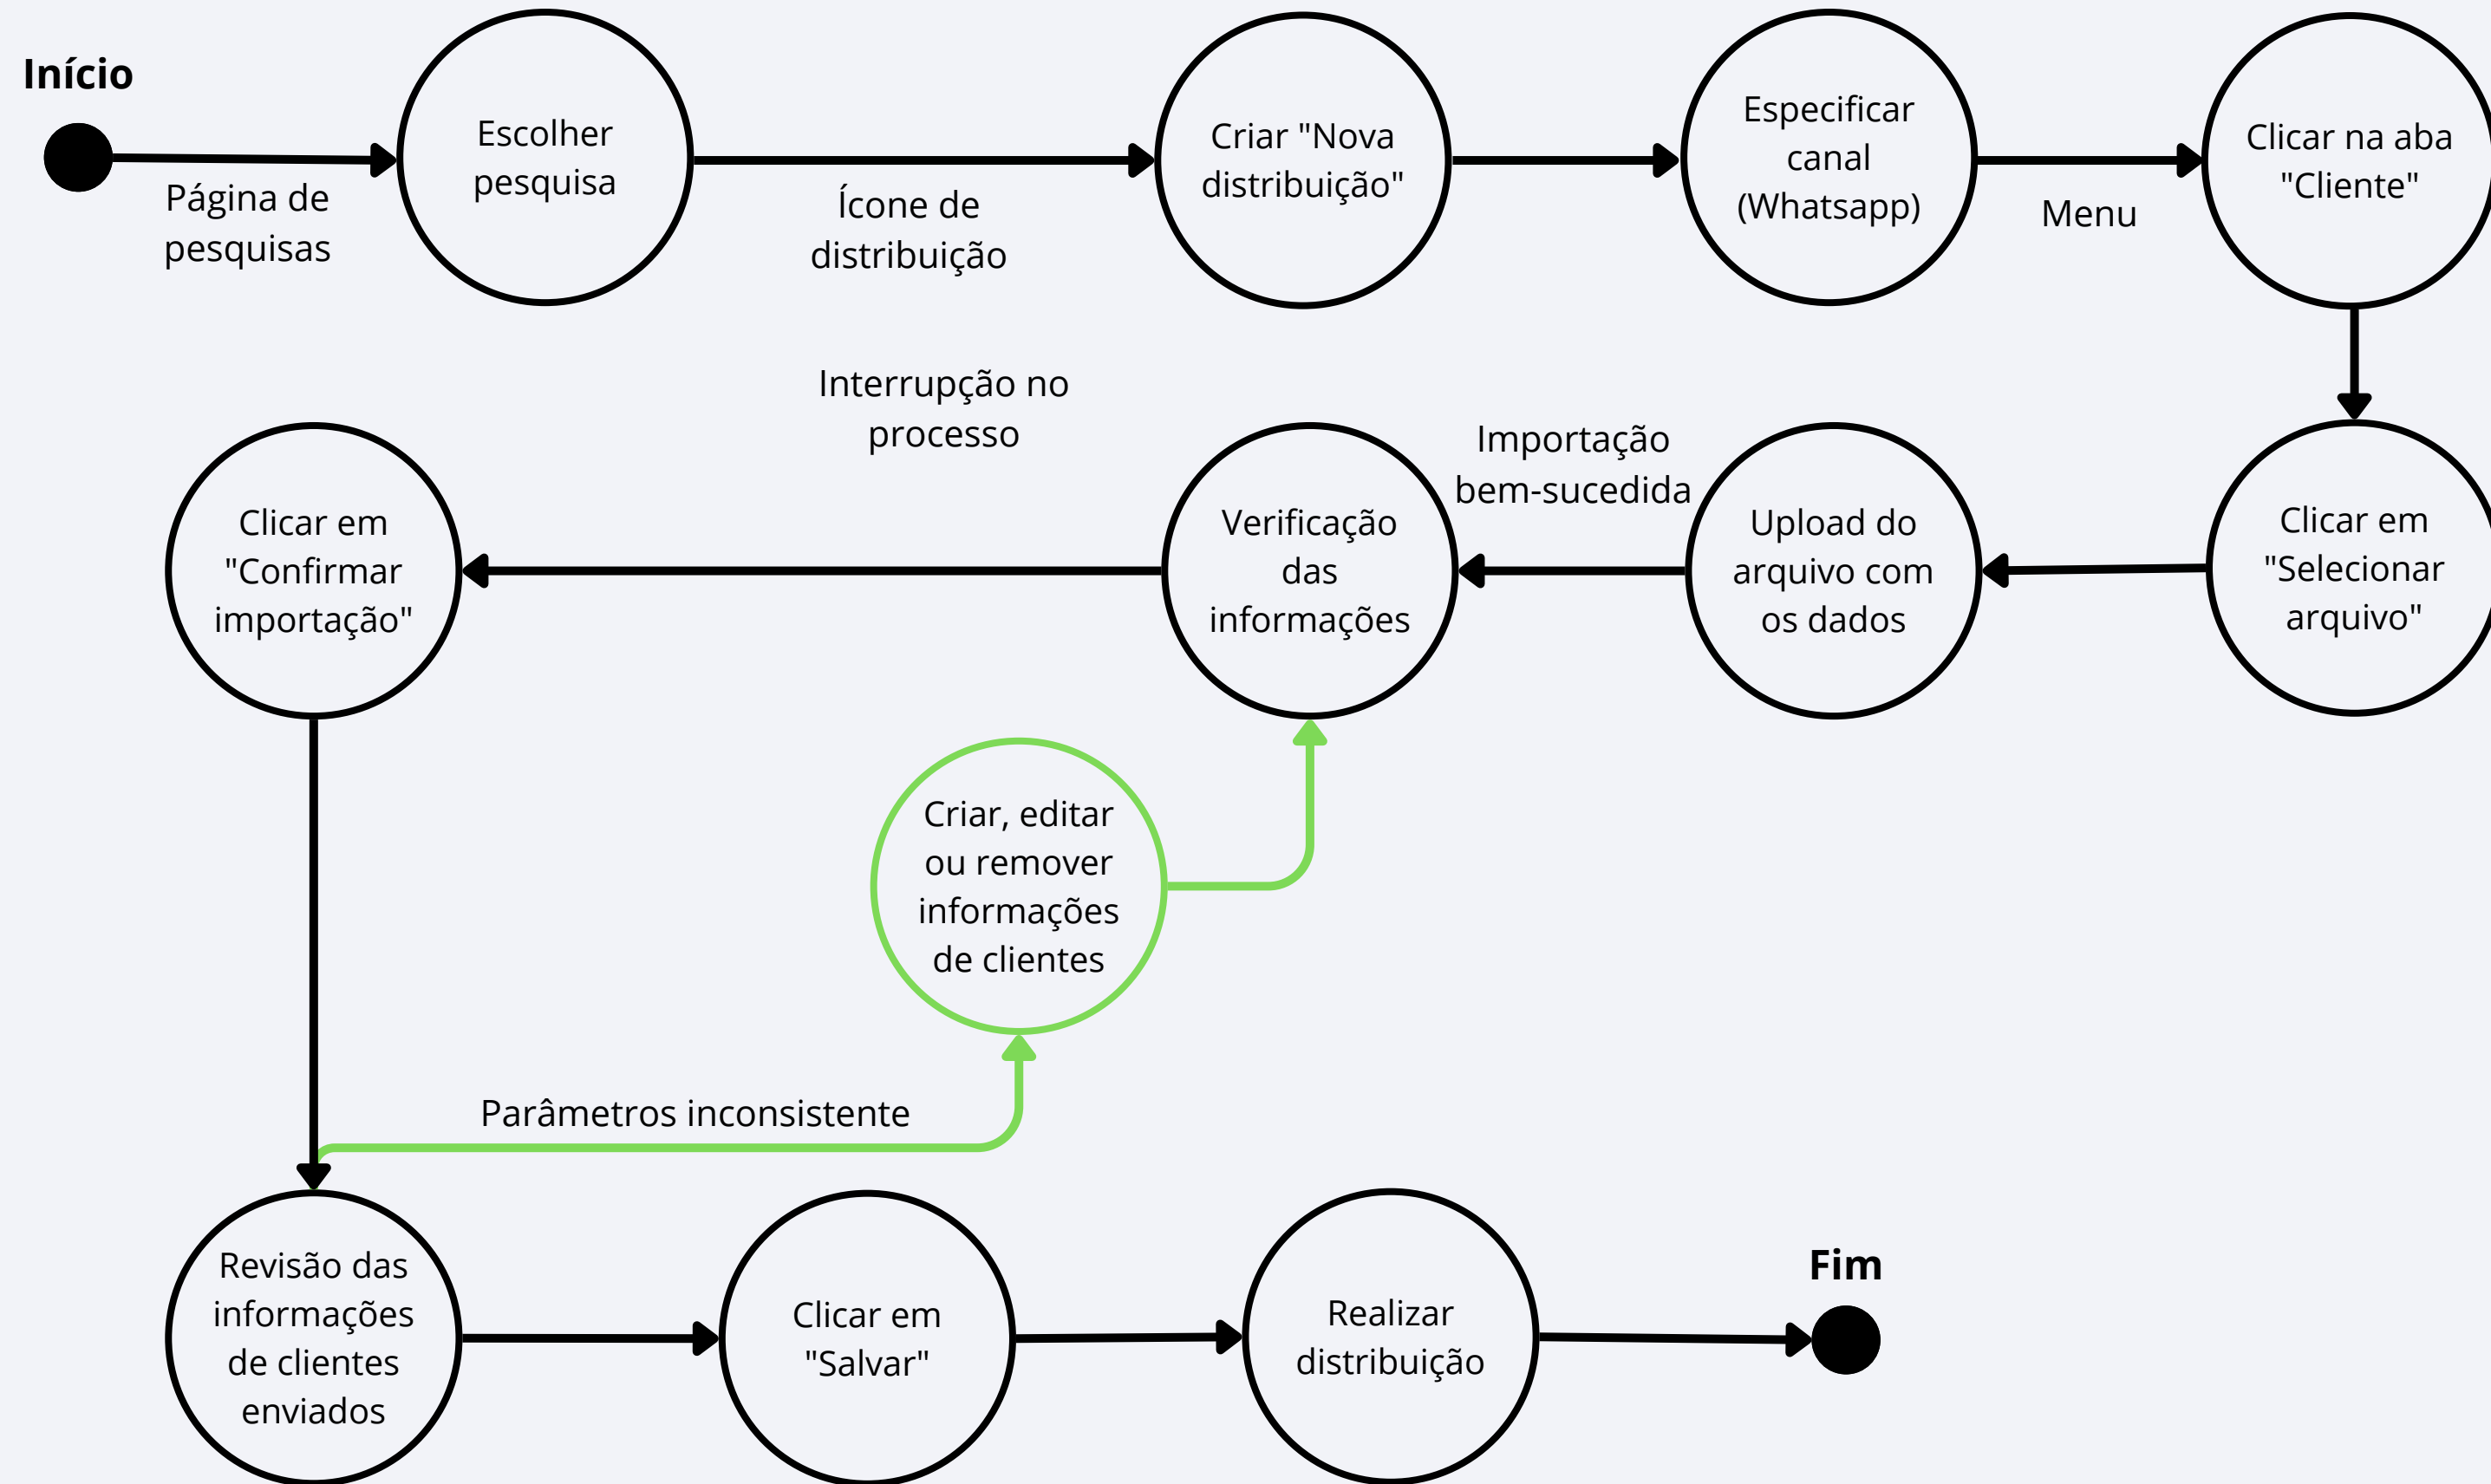 Início
Página de
pesquisas
Escolher
pesquisa
Ícone de
distribuição
Criar "Nova
distribuição"
Especificar
canal
(Whatsapp)
Menu
Clicar na aba
"Cliente"
Clicar em
"Selecionar
arquivo"
Upload do
arquivo com
os dados
Importação
bem-sucedida
Verificação
das
informações
Interrupção no
processo
Clicar em
"Confirmar
importação"
Criar, editar
ou remover
informações
de clientes
Parâmetros inconsistente
Revisão das
informações
de clientes
enviados
Clicar em
"Salvar"
Realizar
distribuição
Fim